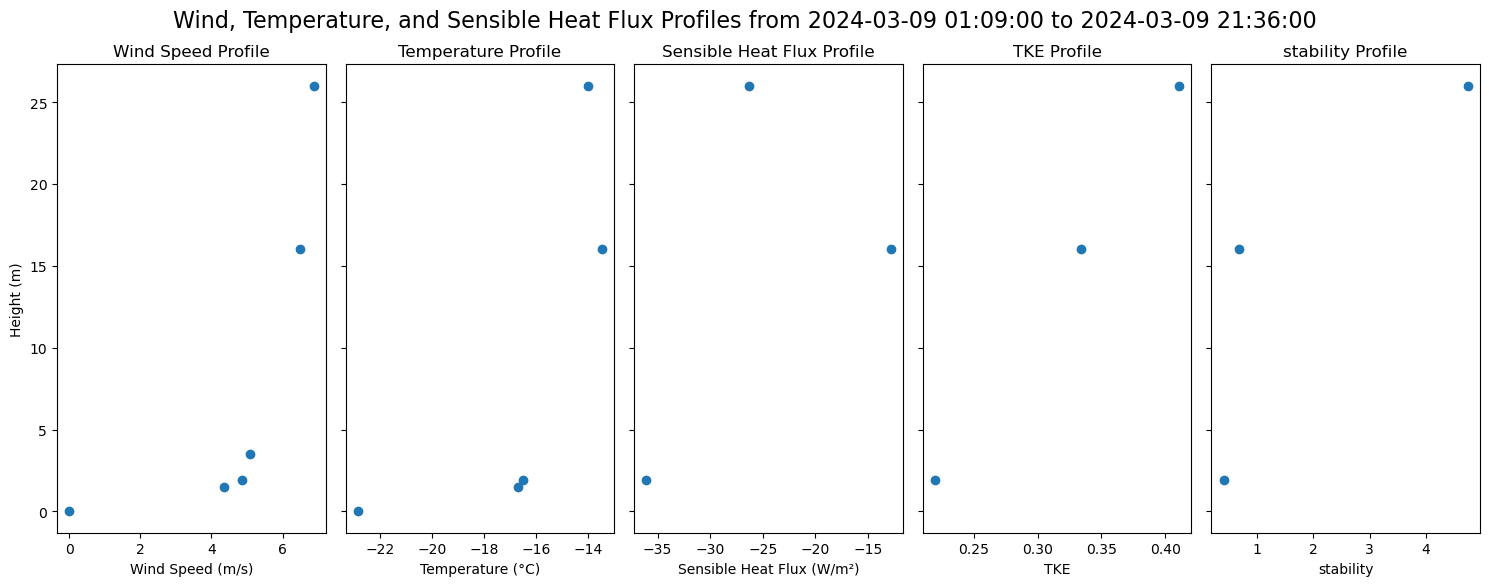 Wind, Temperature, and Sensible Heat Flux Profiles from 2024-03-09 01:09:00 to 2024-03-09 21:36:00
Wind Speed Profile
Temperature Profile
Sensible Heat Flux Profile
TKE Profile
stability Profile
25
20
15
10
5
0
Height (m)
0 2 4 6
−22 −20 −18 −16 −14
−35 −30 −25 −20 −15
0.25 0.30 0.35 0.40
1 2 3 4
Wind Speed (m/s)
Temperature (°C)
Sensible Heat Flux (W/m²)
TKE
stability